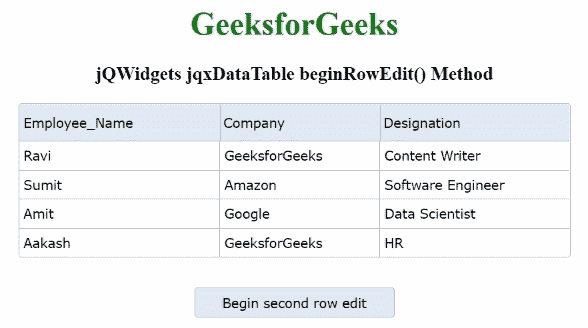 GeeksforGeeks
jQWidgets jqxDataTable beginRowEdit() Method
Employee_Name Company Designation
Ravi GeeksforGeeks Content Writer
Sumit Amazon Software Engineer
Amit Google Data Scientist
Aakash GeeksforGeeks HR
Begin second row edit